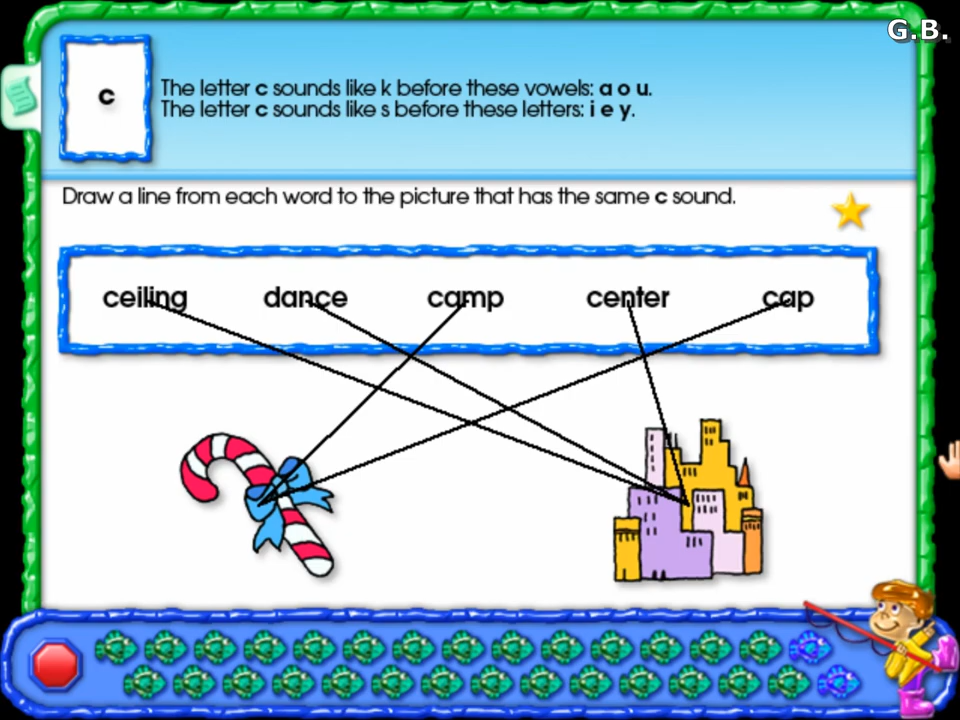 G.B.
c
The letter c sounds like k before these vowels: a o u.
The letter c sounds like s before these letters: i e y.
Draw a line from each word to the picture that has the same c sound.
ceiling dance camp center cap